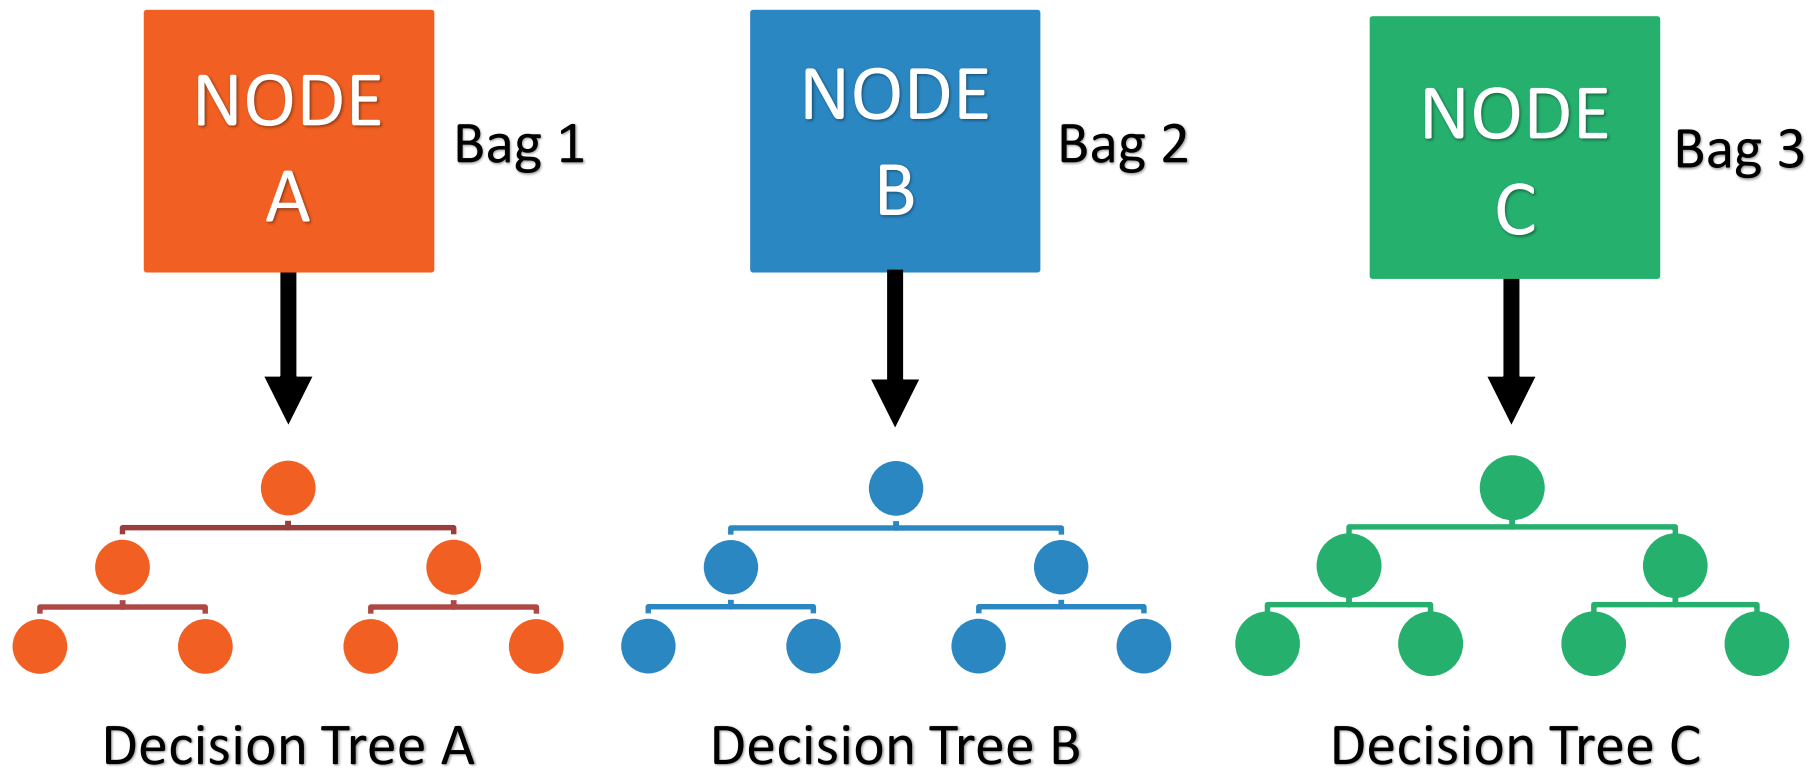 NODE
A
Bag 1
NODE
B
Bag 2
NODE
C
Bag 3
Decision Tree A
Decision Tree B
Decision Tree C